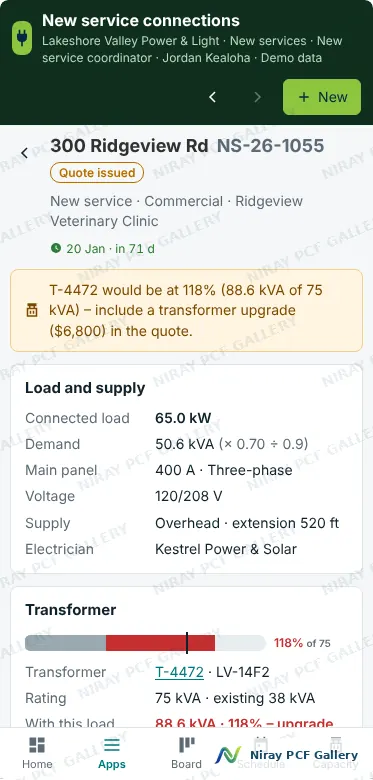 New service connections
Lakeshore Valley Power & Light · New services · New
service coordinator · Jordan Kealoha · Demo data
New
300 Ridgeview Rd NS-26-1055
Quote issued
New service · Commercial · Ridgeview
Veterinary Clinic
20 Jan · in 71 d
T-4472 would be at 118% (88.6 kVA of 75
kVA) – include a transformer upgrade
($6,800) in the quote.
Load and supply
Connected load 65.0 kW
Demand 50.6 kVA (× 0.70 ÷ 0.9)
Main panel 400 A · Three-phase
Voltage 120/208 V
Supply Overhead · extension 520 ft
Electrician Kestrel Power & Solar
Transformer
118% of 75
Transformer T-4472 · LV-14F2
Rating 75 kVA · existing 38 kVA
With this load 88.6 kVA · 118% – upgrade
Home Apps Board Schedule Capacity
Niray PCF Gallery
NIRAY PCF GALLERY